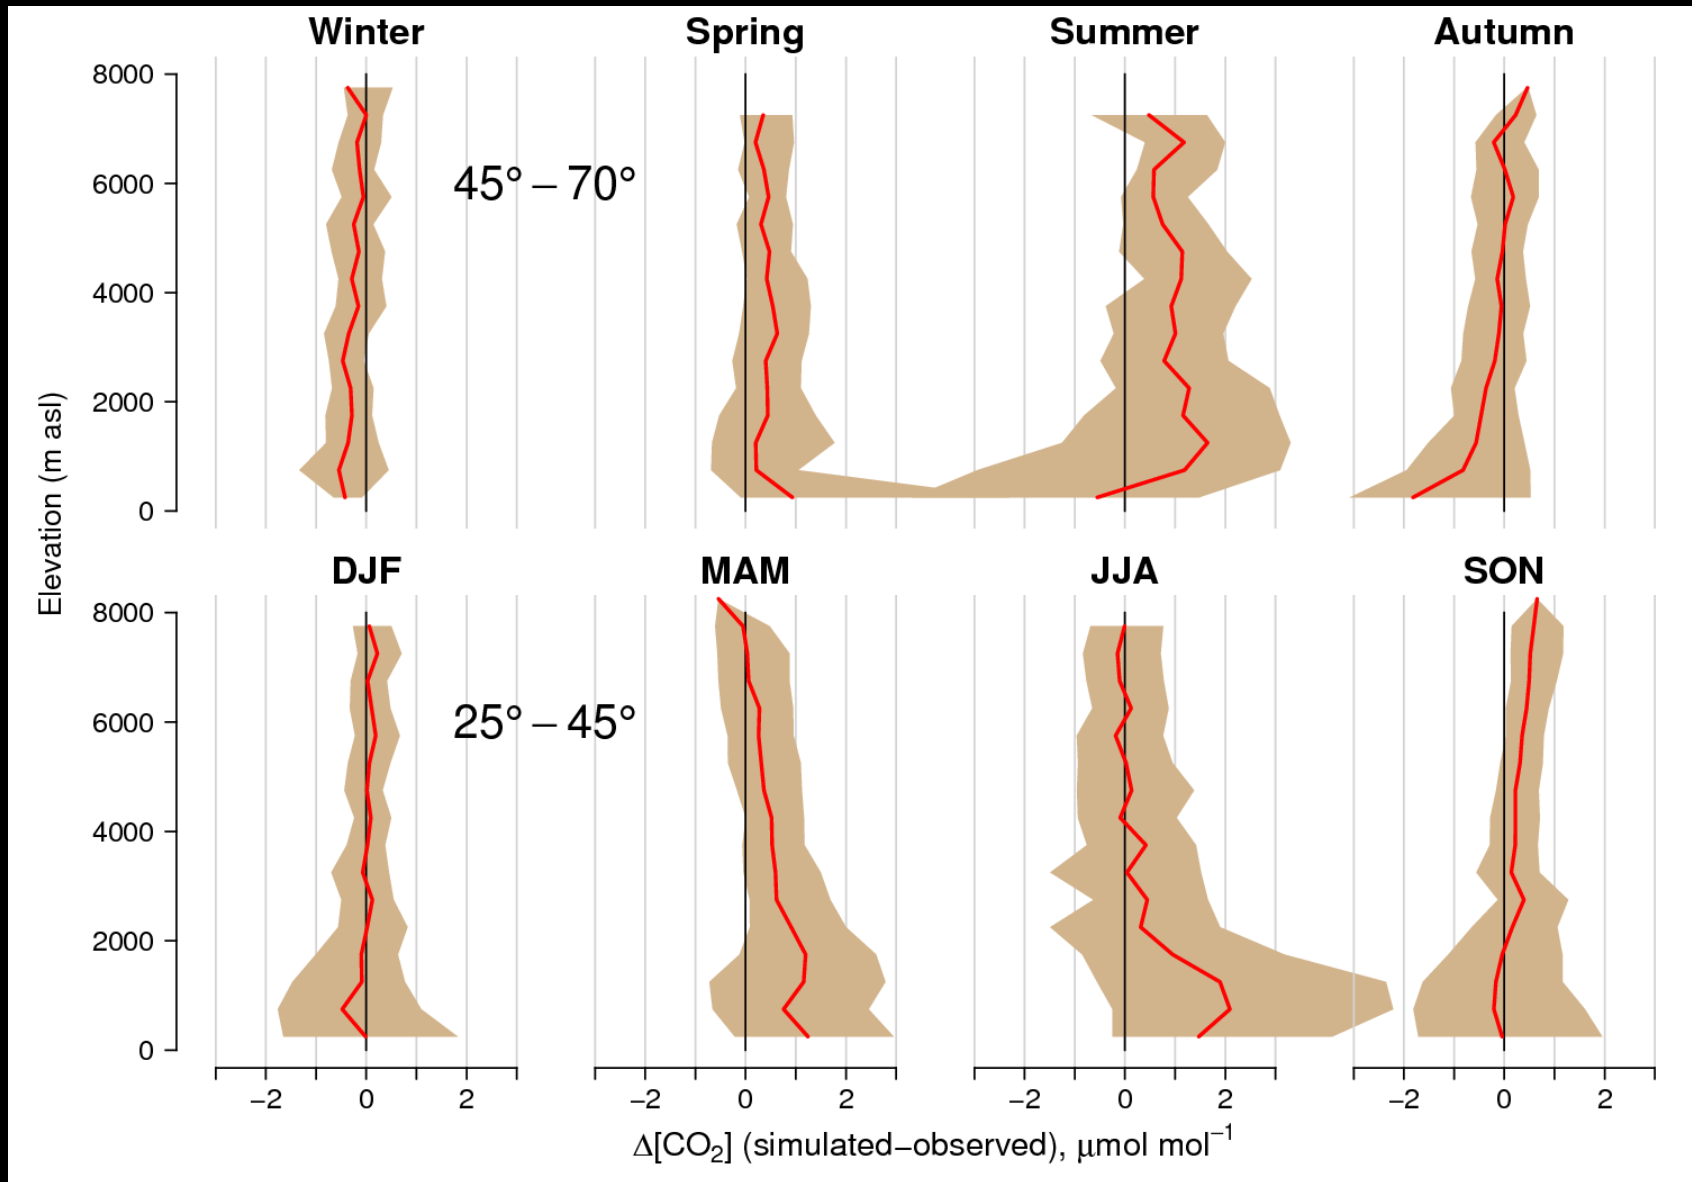 Winter Spring Summer Autumn
8000
6000
4000
2000
0
45° – 70°
Elevation (m asl)
DJF MAM JJA SON
8000
6000
4000
2000
0
25° – 45°
−2 0 2 −2 0 2 −2 0 2 −2 0 2
Δ[CO₂] (simulated−observed), μmol mol⁻¹